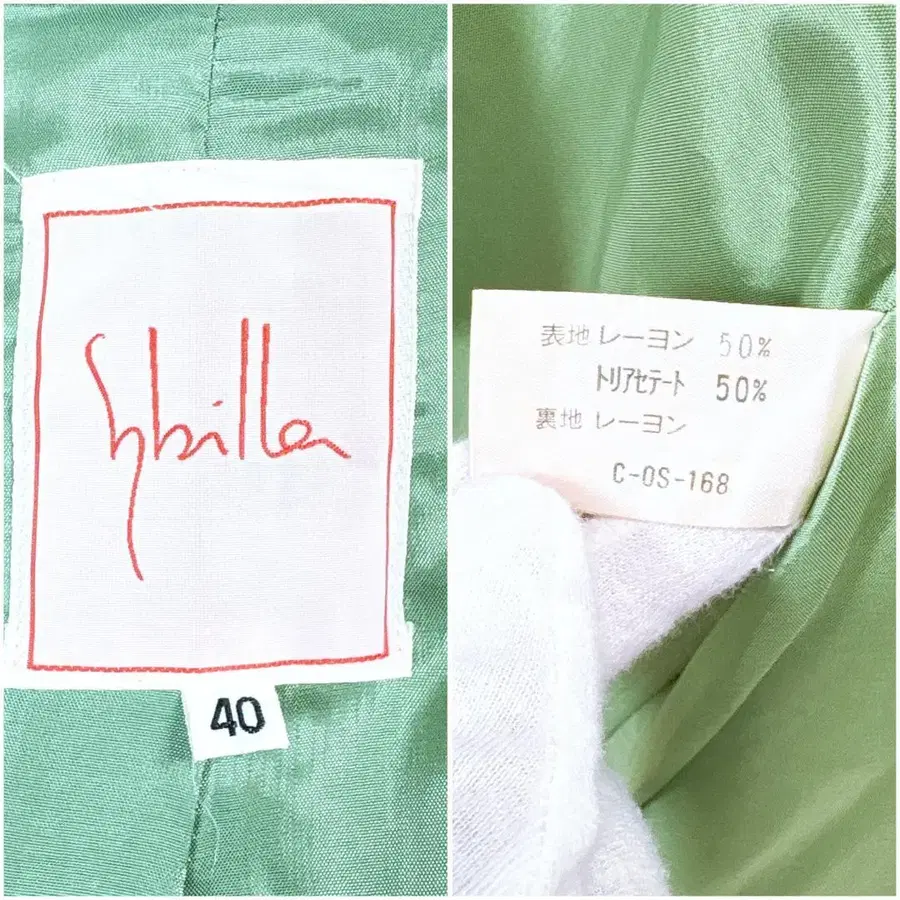 Sybilla
40
表地 レーヨン 50%
トリアセテート 50%
裏地 レーヨン
C-OS-168